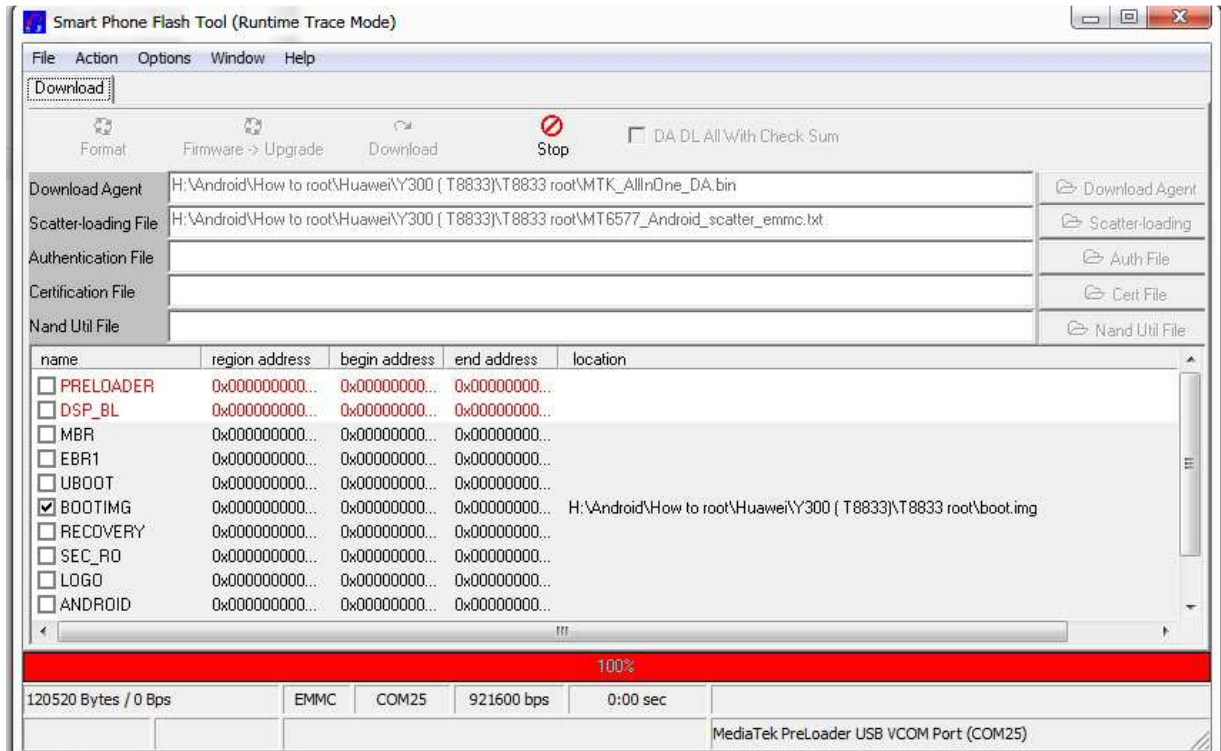 Smart Phone Flash Tool (Runtime Trace Mode)
File Action Options Window Help
Download
Format Firmware -> Upgrade Download Stop DA DL All With Check Sum
Download Agent H:\Android\How to root\Huawei\Y300 ( T8833)\T8833 root\MTK_AllInOne_DA.bin Download Agent
Scatter-loading File H:\Android\How to root\Huawei\Y300 ( T8833)\T8833 root\MT6577_Android_scatter_emmc.txt Scatter-loading
Authentication File Auth File
Certification File Cert File
Nand Util File Nand Util File
name region address begin address end address location
PRELOADER 0x000000000... 0x00000000... 0x00000000...
DSP_BL 0x000000000... 0x00000000... 0x00000000...
MBR 0x000000000... 0x00000000... 0x00000000...
EBR1 0x000000000... 0x00000000... 0x00000000...
UBOOT 0x000000000... 0x00000000... 0x00000000...
BOOTIMG 0x000000000... 0x00000000... 0x00000000... H:\Android\How to root\Huawei\Y300 ( T8833)\T8833 root\boot.img
RECOVERY 0x000000000... 0x00000000... 0x00000000...
SEC_RO 0x000000000... 0x00000000... 0x00000000...
LOGO 0x000000000... 0x00000000... 0x00000000...
ANDROID 0x000000000... 0x00000000... 0x00000000...
100%
120520 Bytes / 0 Bps EMMC COM25 921600 bps 0:00 sec
MediaTek PreLoader USB VCOM Port (COM25)